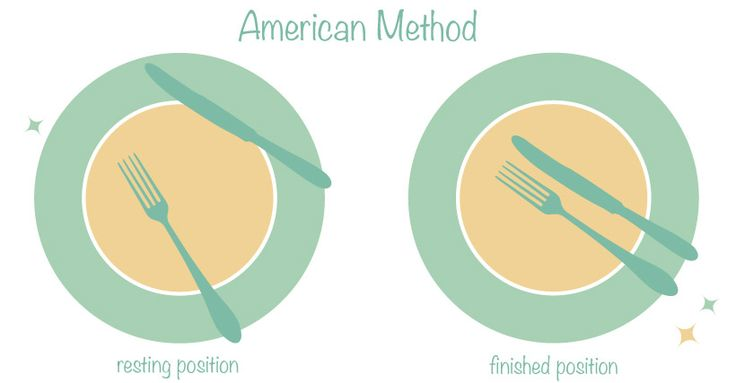 American Method
resting position
finished position